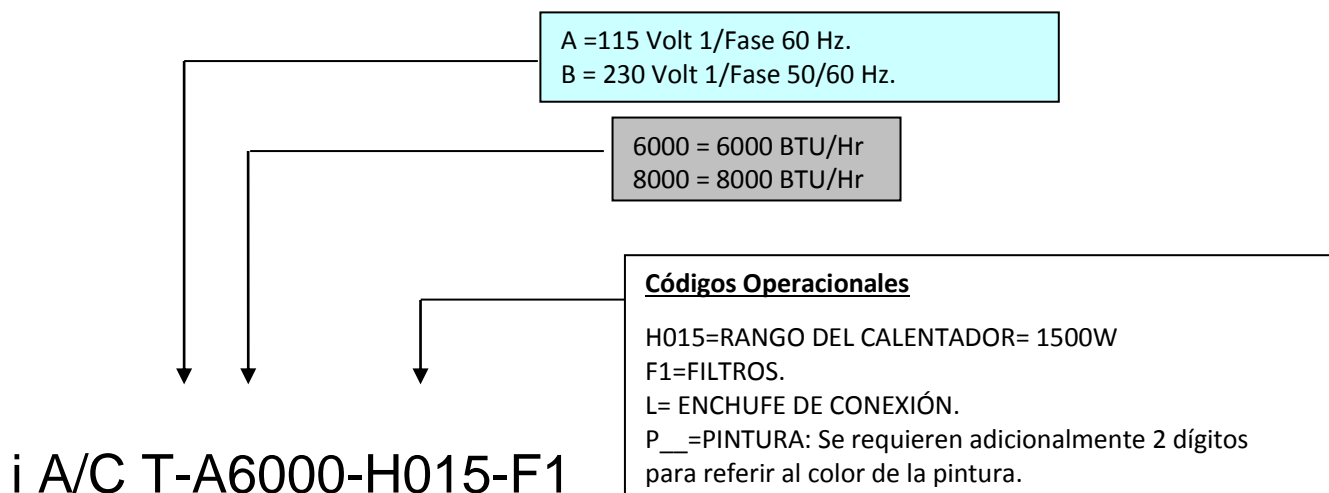 A =115 Volt 1/Fase 60 Hz.
B = 230 Volt 1/Fase 50/60 Hz.
6000 = 6000 BTU/Hr
8000 = 8000 BTU/Hr
Códigos Operacionales
H015=RANGO DEL CALENTADOR= 1500W
F1=FILTROS.
L= ENCHUFE DE CONEXIÓN.
P__=PINTURA: Se requieren adicionalmente 2 dígitos
para referir al color de la pintura.
i A/C T-A6000-H015-F1